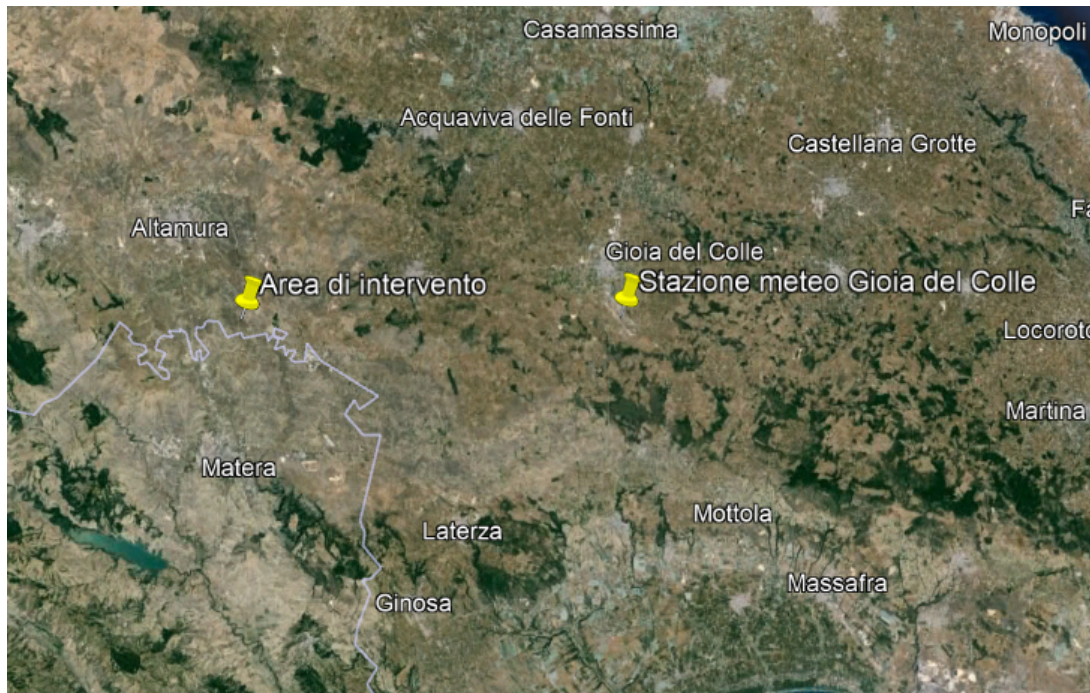 Casamassima
Monopoli
Acquaviva delle Fonti
Castellana Grotte
Fa
Altamura
Gioia del Colle
Area di intervento
Stazione meteo Gioia del Colle
Locoroto
Martina
Matera
Mottola
Laterza
Massafra
Ginosa